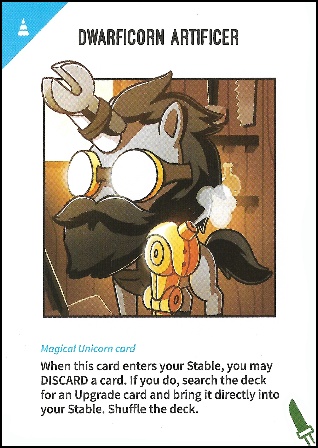 DWARFICORN ARTIFICER
Magical Unicorn card
When this card enters your Stable, you may
DISCARD a card. If you do, search the deck
for an Upgrade card and bring it directly into
your Stable. Shuffle the deck.